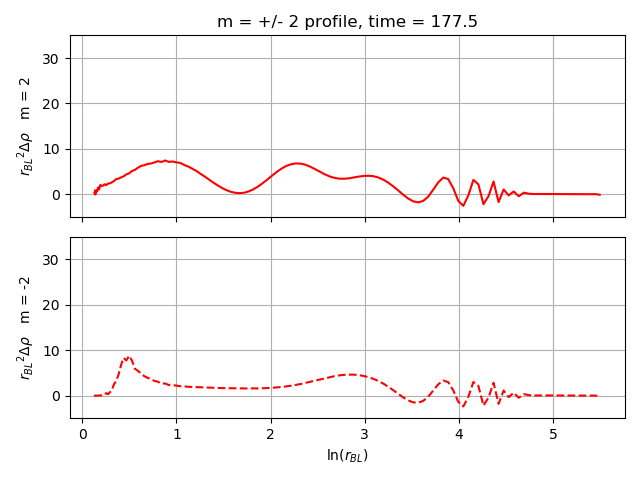 m = +/- 2 profile, time = 177.5
30
20
10
0
r_BL²Δρ m = 2
30
20
10
0
r_BL²Δρ m = -2
0 1 2 3 4 5
ln(r_BL)